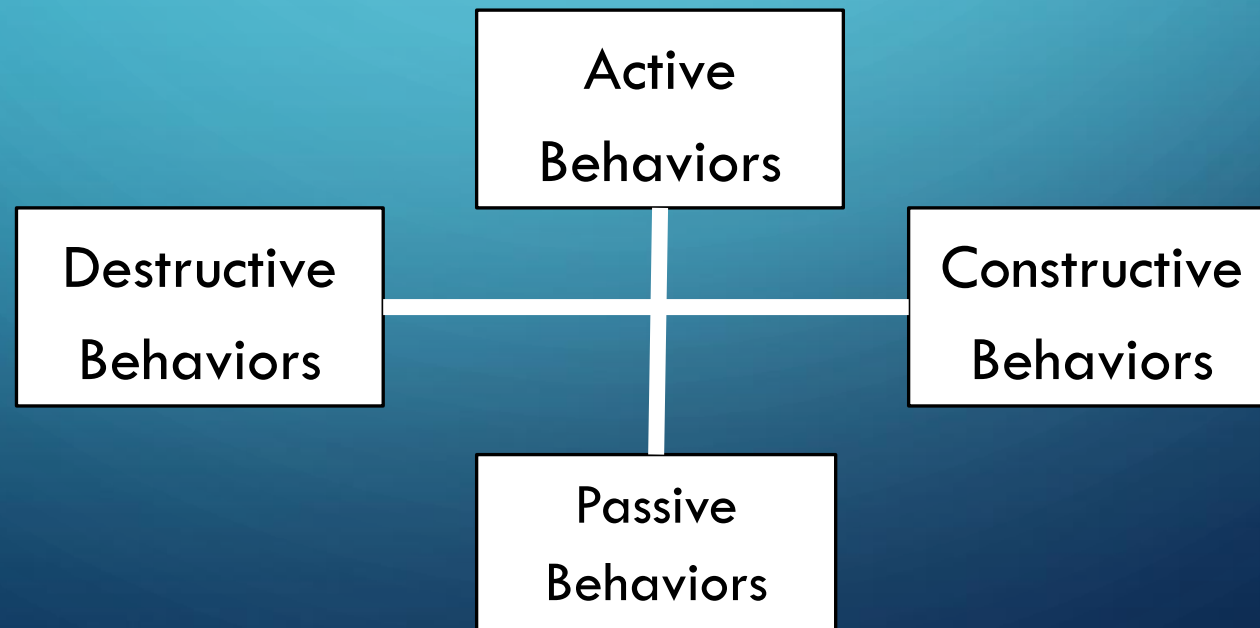 Active
Behaviors
Destructive
Behaviors
Constructive
Behaviors
Passive
Behaviors